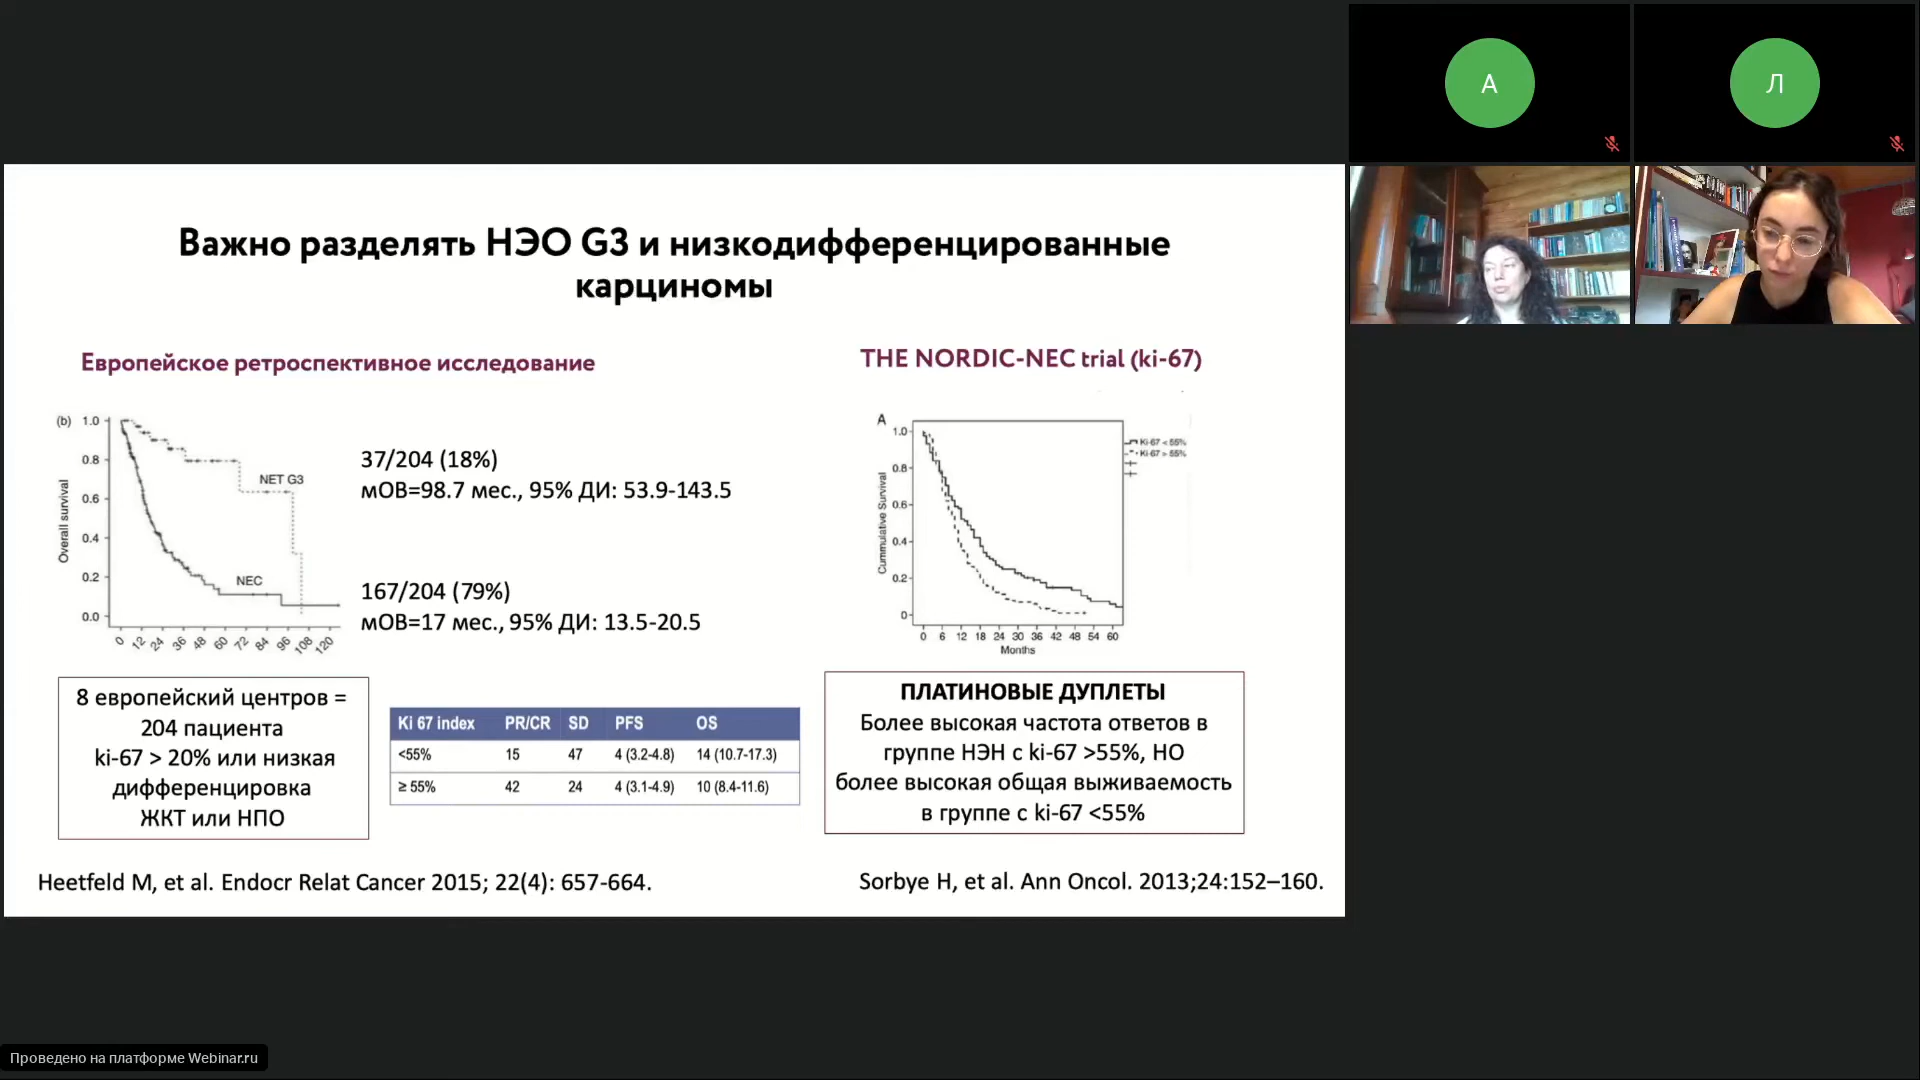 А
Л
Важно разделять НЭО G3 и низкодифференцированные
карциномы
Европейское ретроспективное исследование
THE NORDIC-NEC trial (ki-67)
(b)
1.0
0.8
0.6
0.4
0.2
0.0
Overall survival
NET G3
NEC
0 12 24 36 48 60 72 84 96 108 120
37/204 (18%)
мОВ=98.7 мес., 95% ДИ: 53.9-143.5
167/204 (79%)
мОВ=17 мес., 95% ДИ: 13.5-20.5
A
1.0
0.8
0.6
0.4
0.2
0
Cummulative Survival
Ki-67 < 55%
Ki-67 > 55%
0 6 12 18 24 30 36 42 48 54 60
Months
8 европейский центров =
204 пациента
ki-67 > 20% или низкая
дифференцировка
ЖКТ или НПО
Ki 67 index PR/CR SD PFS OS
<55% 15 47 4 (3.2-4.8) 14 (10.7-17.3)
≥ 55% 42 24 4 (3.1-4.9) 10 (8.4-11.6)
ПЛАТИНОВЫЕ ДУПЛЕТЫ
Более высокая частота ответов в
группе НЭН с ki-67 >55%, НО
более высокая общая выживаемость
в группе с ki-67 <55%
Heetfeld M, et al. Endocr Relat Cancer 2015; 22(4): 657-664.
Sorbye H, et al. Ann Oncol. 2013;24:152–160.
Проведено на платформе Webinar.ru